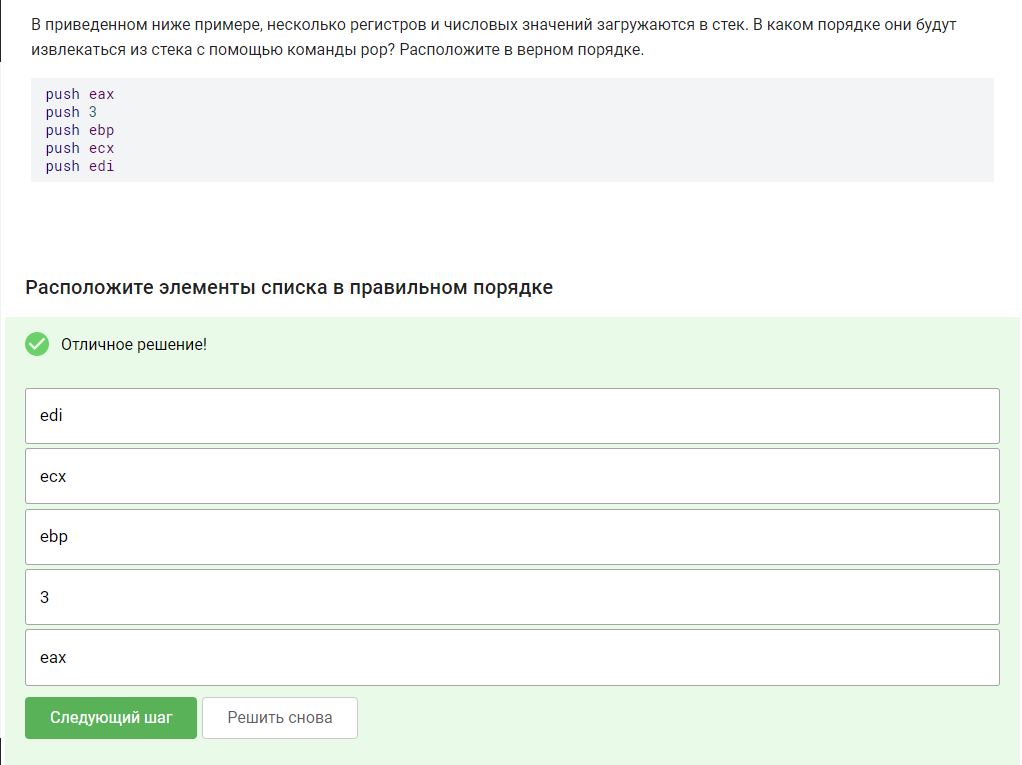 В приведенном ниже примере, несколько регистров и числовых значений загружаются в стек. В каком порядке они будут
извлекаться из стека с помощью команды pop? Расположите в верном порядке.
push eax
push 3
push ebp
push ecx
push edi
Расположите элементы списка в правильном порядке
Отличное решение!
edi
ecx
ebp
3
eax
Следующий шаг Решить снова